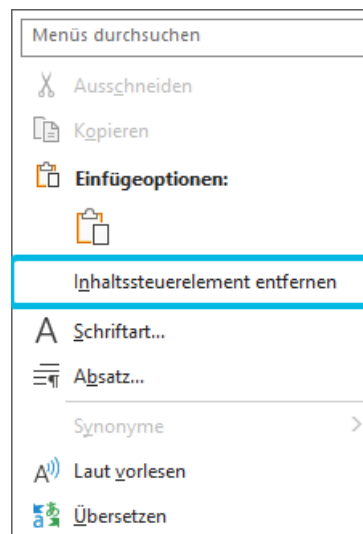 Menüs durchsuchen
Ausschneiden
Kopieren
Einfügeoptionen:
Inhaltssteuerelement entfernen
Schriftart...
Absatz...
Synonyme
Laut vorlesen
Übersetzen